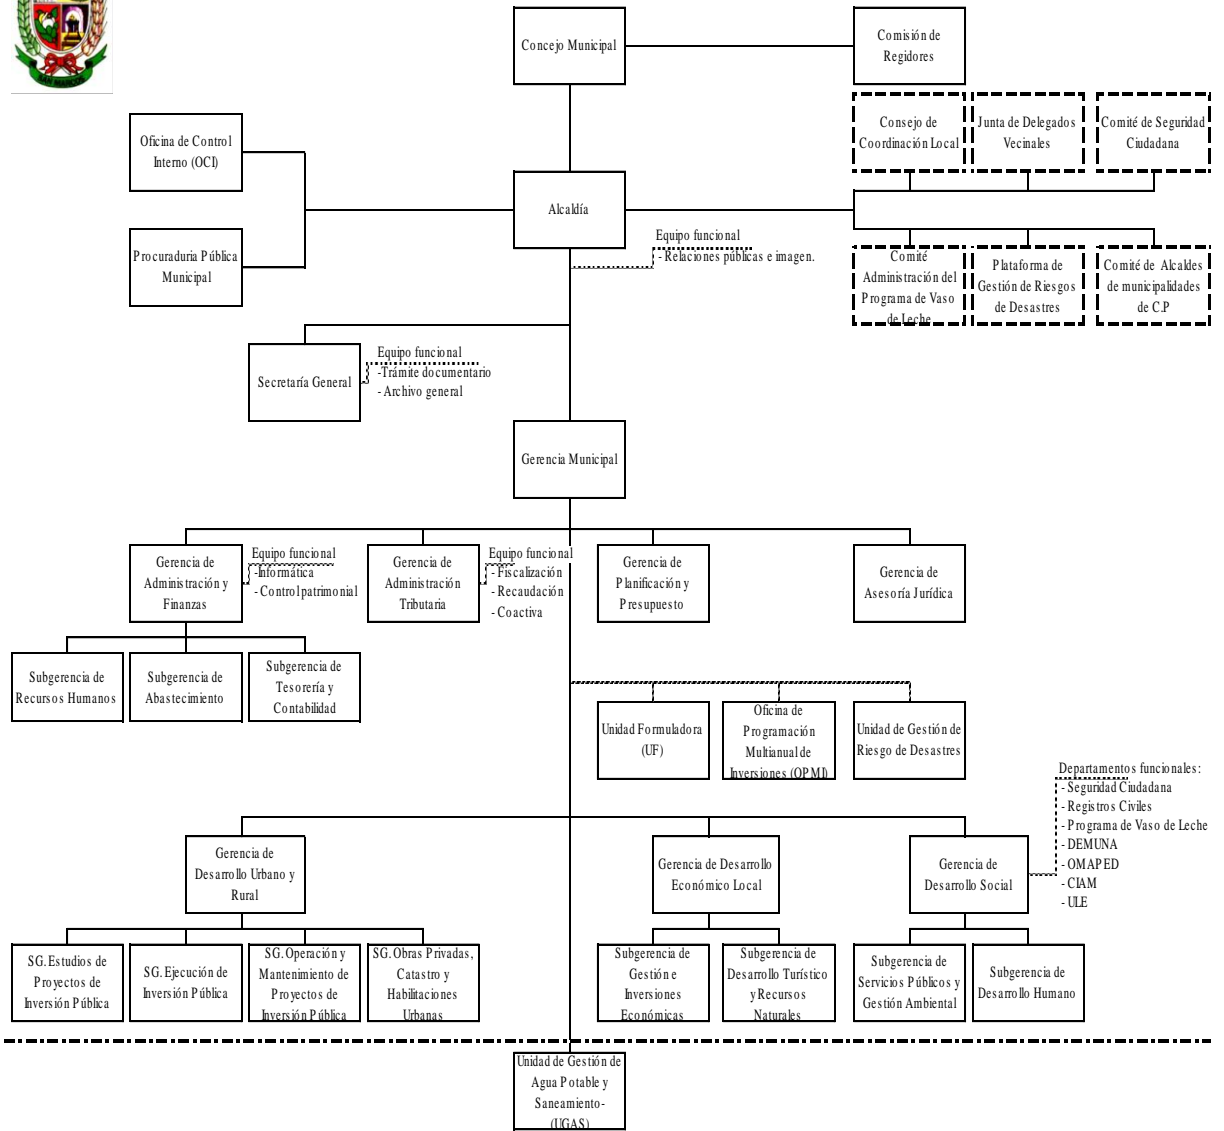 SAN MARCOS
Concejo Municipal
Comisión de
Regidores
Consejo de
Coordinación Local
Junta de Delegados
Vecinales
Comité de Seguridad
Ciudadana
Oficina de Control
Interno (OCI)
Alcaldía
Procuraduria Pública
Municipal
Equipo funcional
- Relaciones públicas e imagen.
Comité
Administración del
Programa de Vaso
de Leche
Plataforma de
Gestión de Riesgos
de Desastres
Comité de Alcaldes
de municipalidades
de C.P
Secretaría General
Equipo funcional
-Trámite documentario
- Archivo general
Gerencia Municipal
Gerencia de
Administración y
Finanzas
Equipo funcional
-Informática
- Control patrimonial
Gerencia de
Administración
Tributaria
Equipo funcional
- Fiscalización
- Recaudación
- Coactiva
Gerencia de
Planificación y
Presupuesto
Gerencia de
Asesoría Jurídica
Subgerencia de
Recursos Humanos
Subgerencia de
Abastecimiento
Subgerencia de
Tesorería y
Contabilidad
Unidad Formuladora
(UF)
Oficina de
Programación
Multianual de
Inversiones (OPMI)
Unidad de Gestión de
Riesgo de Desastres
Departamentos funcionales:
- Seguridad Ciudadana
- Registros Civiles
- Programa de Vaso de Leche
- DEMUNA
- OMAPED
- CIAM
- ULE
Gerencia de
Desarrollo Urbano y
Rural
Gerencia de Desarrollo
Económico Local
Gerencia de
Desarrollo Social
SG. Estudios de
Proyectos de
Inversión Pública
SG. Ejecución de
Inversión Pública
SG. Operación y
Mantenimiento de
Proyectos de
Inversión Pública
SG. Obras Privadas,
Catastro y
Habilitaciones
Urbanas
Subgerencia de
Gestión e
Inversiones
Económicas
Subgerencia de
Desarrollo Turístico
y Recursos
Naturales
Subgerencia de
Servicios Públicos y
Gestión Ambiental
Subgerencia de
Desarrollo Humano
Unidad de Gestión de
Agua Potable y
Saneamiento-
(UGAS)